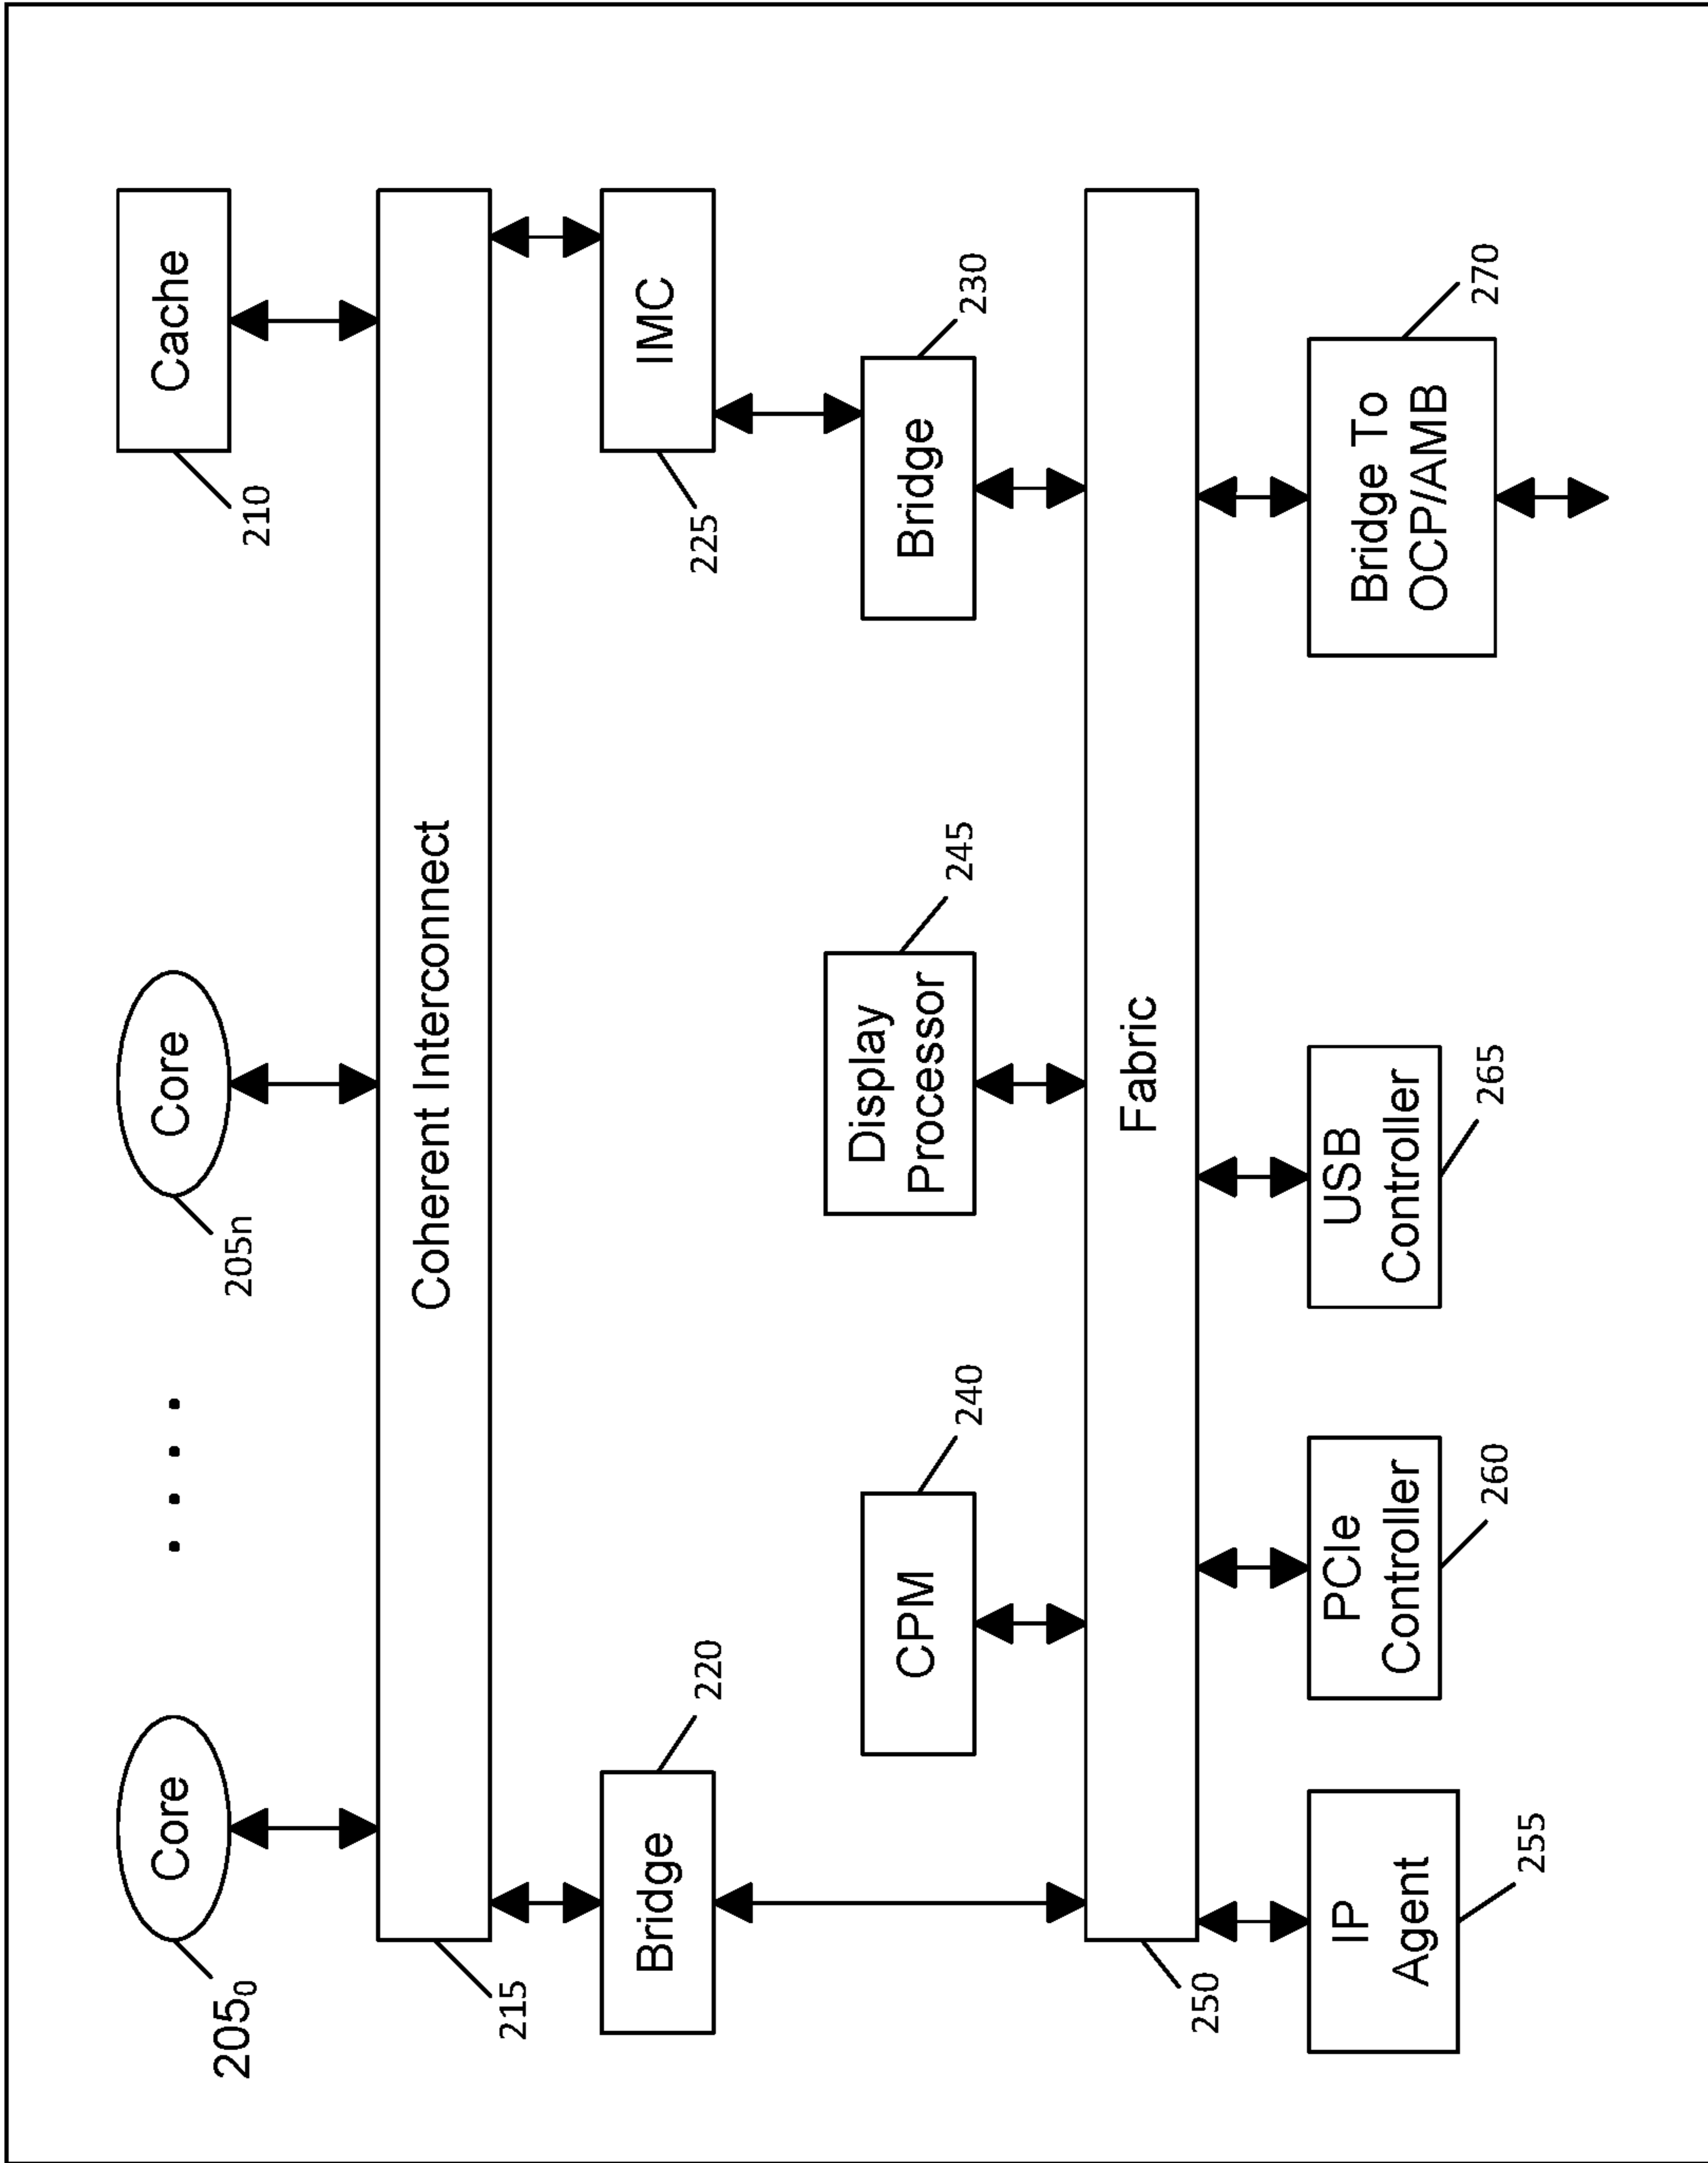 Core
. . . .
Core
Cache
205₀
205n
210
Coherent Interconnect
215
Bridge
220
IMC
225
CPM
240
Display
Processor
245
Bridge
230
Fabric
250
IP
Agent
255
PCIe
Controller
260
USB
Controller
265
Bridge To
OCP/AMB
270